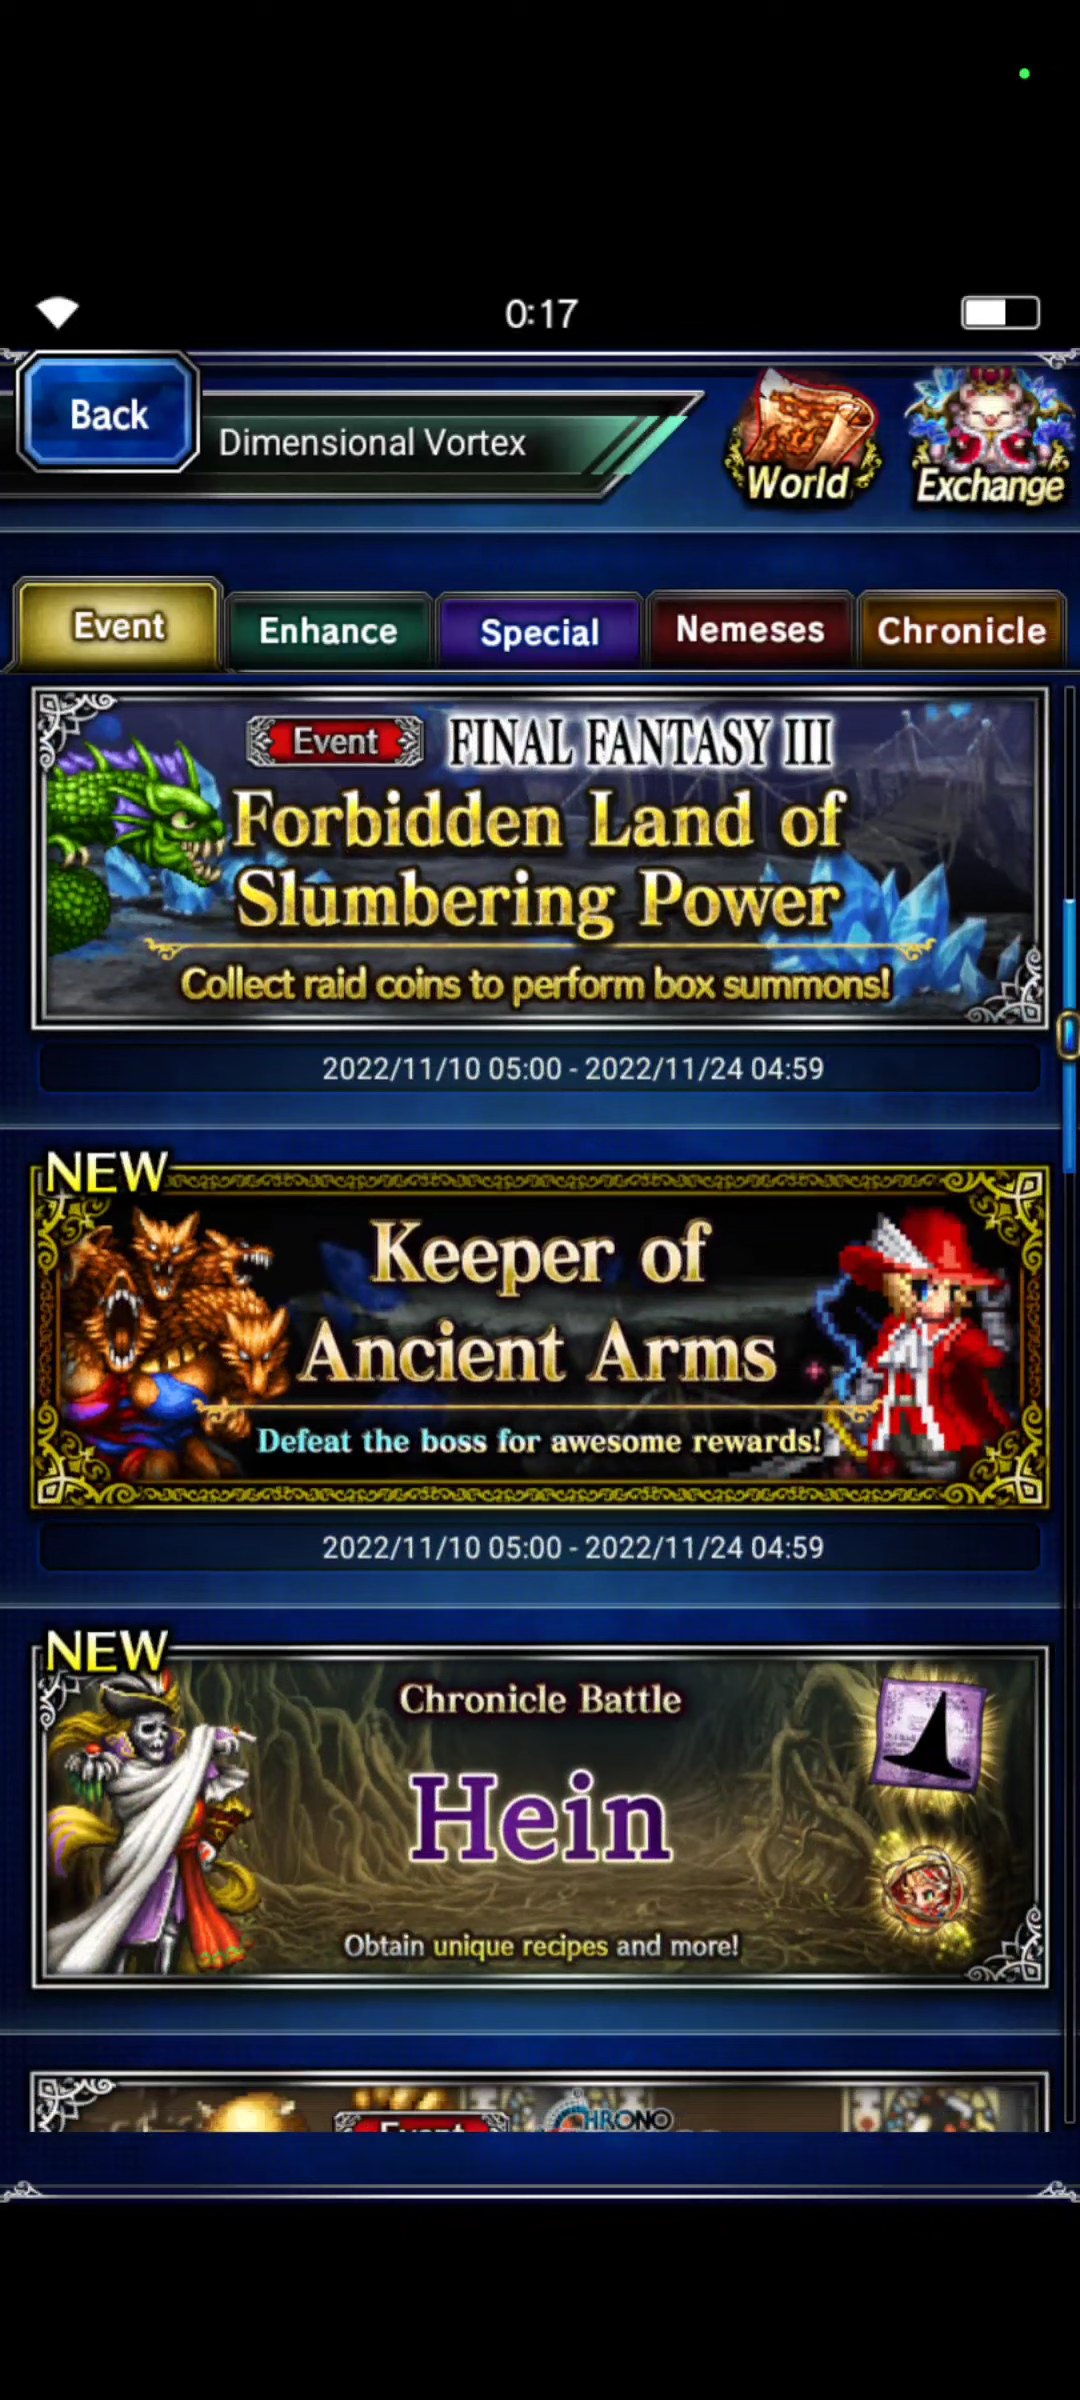 0:17
Back
Dimensional Vortex
World
Exchange
Event
Enhance
Special
Nemeses
Chronicle
Event FINAL FANTASY III
Forbidden Land of
Slumbering Power
Collect raid coins to perform box summons!
2022/11/10 05:00 - 2022/11/24 04:59
NEW
Keeper of
Ancient Arms
Defeat the boss for awesome rewards!
2022/11/10 05:00 - 2022/11/24 04:59
NEW
Chronicle Battle
Hein
Obtain unique recipes and more!
Event CHRONO